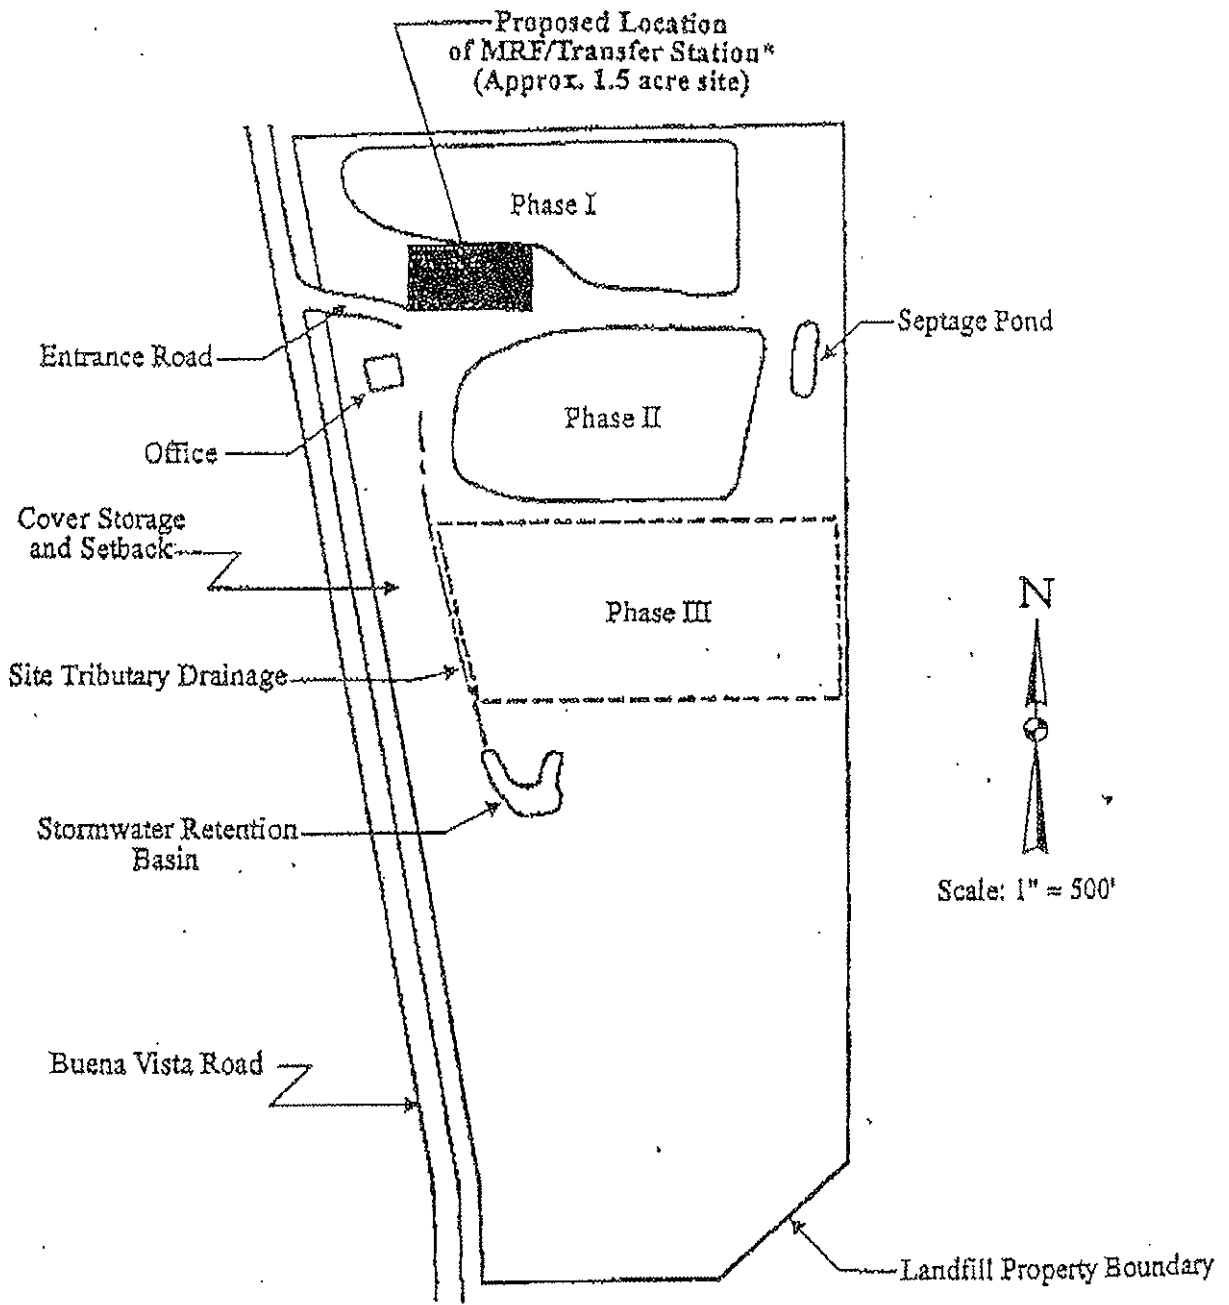 Proposed Location
of MRF/Transfer Station*
(Approx. 1.5 acre site)
Phase I
Septage Pond
Entrance Road
Phase II
Office
Cover Storage
and Setback
Phase III
N
Site Tributary Drainage
Stormwater Retention
Basin
Scale: 1" = 500'
Buena Vista Road
Landfill Property Boundary